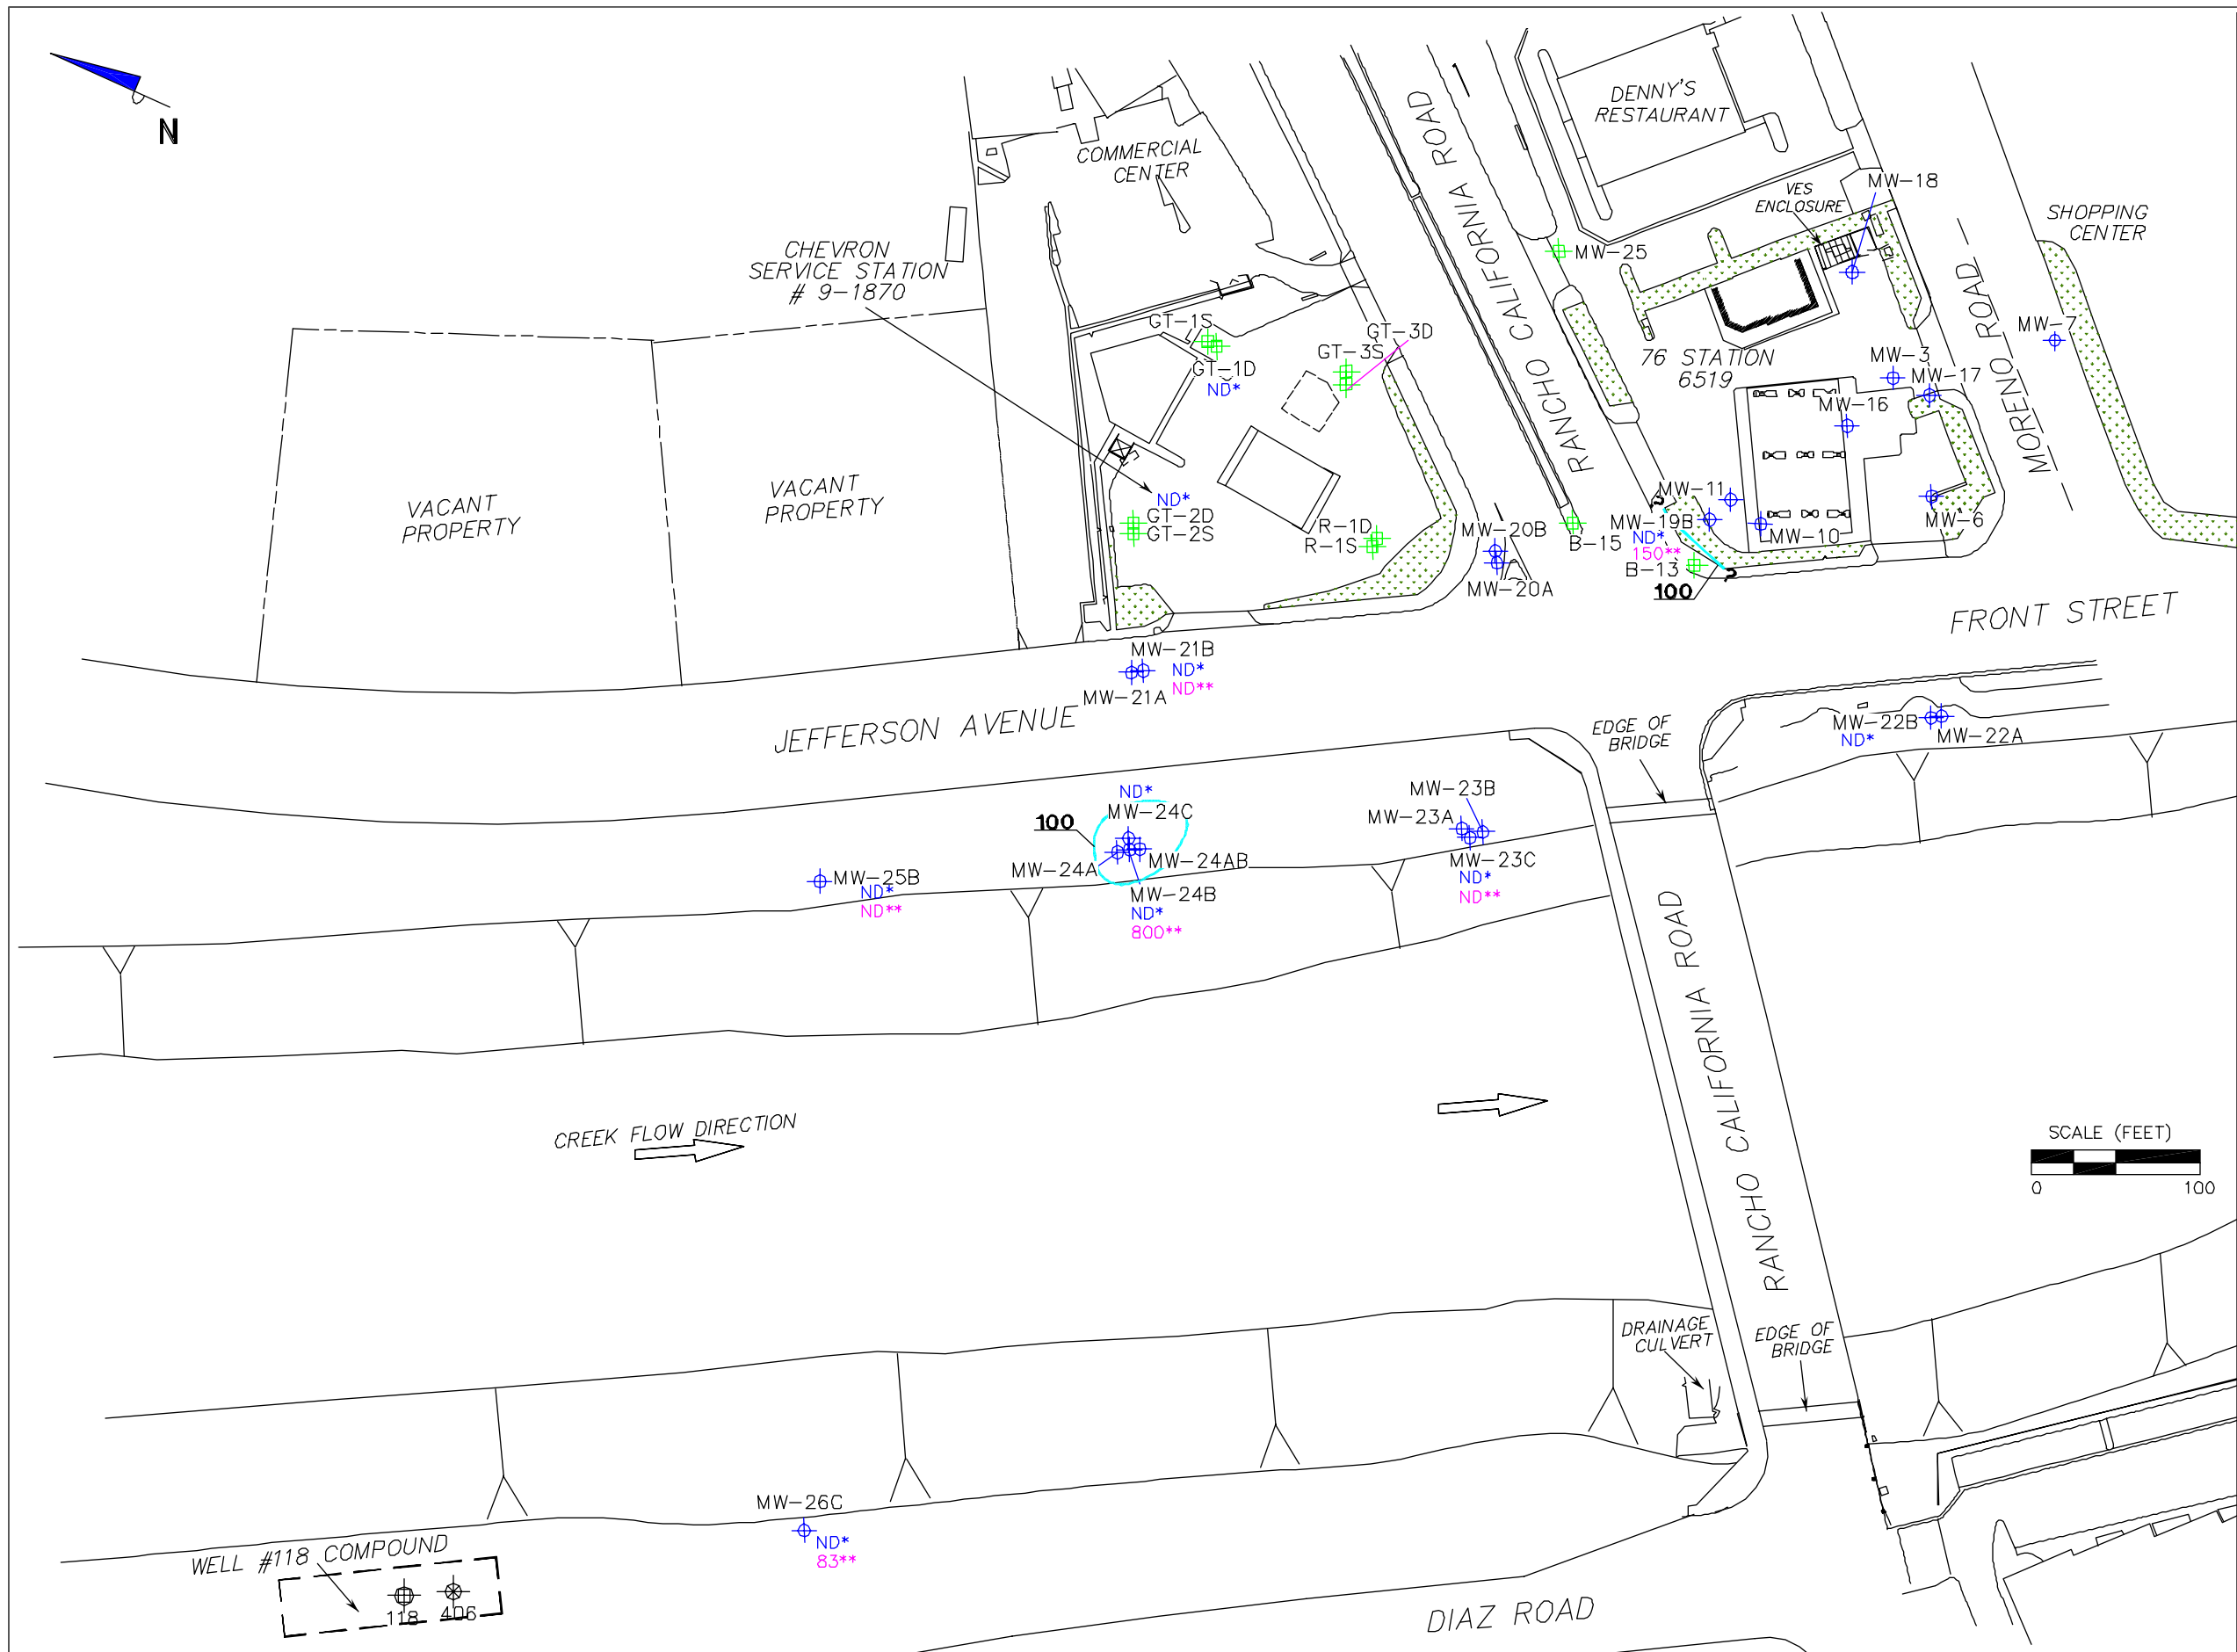 N
COMMERCIAL
CENTER
CHEVRON
SERVICE STATION
# 9-1870
DENNY'S
RESTAURANT
RANCHO CALIFORNIA ROAD
VES
ENCLOSURE
MW-18
SHOPPING
CENTER
MW-25
MORENO ROAD
MW-7
76 STATION
6519
MW-3
MW-17
MW-16
GT-1S
GT-1D
ND*
GT-3S
GT-3D
VACANT
PROPERTY
VACANT
PROPERTY
ND*
GT-2D
GT-2S
R-1D
R-1S
MW-20B
MW-20A
B-15
MW-11
MW-19B
ND*
150**
B-13
100
MW-10
MW-6
FRONT STREET
MW-21B
ND*
ND**
MW-21A
JEFFERSON AVENUE
EDGE OF
BRIDGE
MW-22B
ND*
MW-22A
ND*
MW-24C
100
MW-24A
MW-24AB
MW-24B
ND*
800**
MW-23B
MW-23A
MW-23C
ND*
ND**
MW-25B
ND*
ND**
RANCHO CALIFORNIA ROAD
CREEK FLOW DIRECTION
SCALE (FEET)
0 100
DRAINAGE
CULVERT
EDGE OF
BRIDGE
MW-26C
ND*
83**
WELL #118 COMPOUND
118 406
DIAZ ROAD